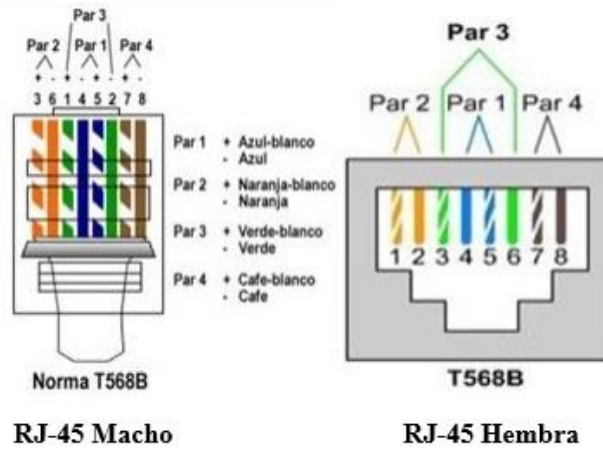 Par 3
Par 2 Par 1 Par 4
+ - + - + - + -
3 6 1 4 5 2 7 8
Par 1 + Azul-blanco
- Azul
Par 2 + Naranja-blanco
- Naranja
Par 3 + Verde-blanco
- Verde
Par 4 + Cafe-blanco
- Cafe
Norma T568B
RJ-45 Macho
Par 3
Par 2 Par 1 Par 4
1 2 3 4 5 6 7 8
T568B
RJ-45 Hembra